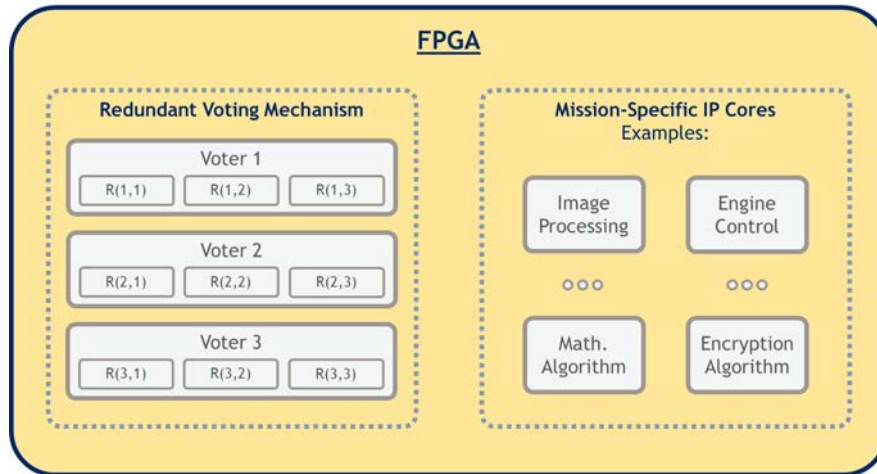 FPGA
Redundant Voting Mechanism
Voter 1
R(1,1) R(1,2) R(1,3)
Voter 2
R(2,1) R(2,2) R(2,3)
Voter 3
R(3,1) R(3,2) R(3,3)
Mission-Specific IP Cores
Examples:
Image
Processing
Engine
Control
Math.
Algorithm
Encryption
Algorithm